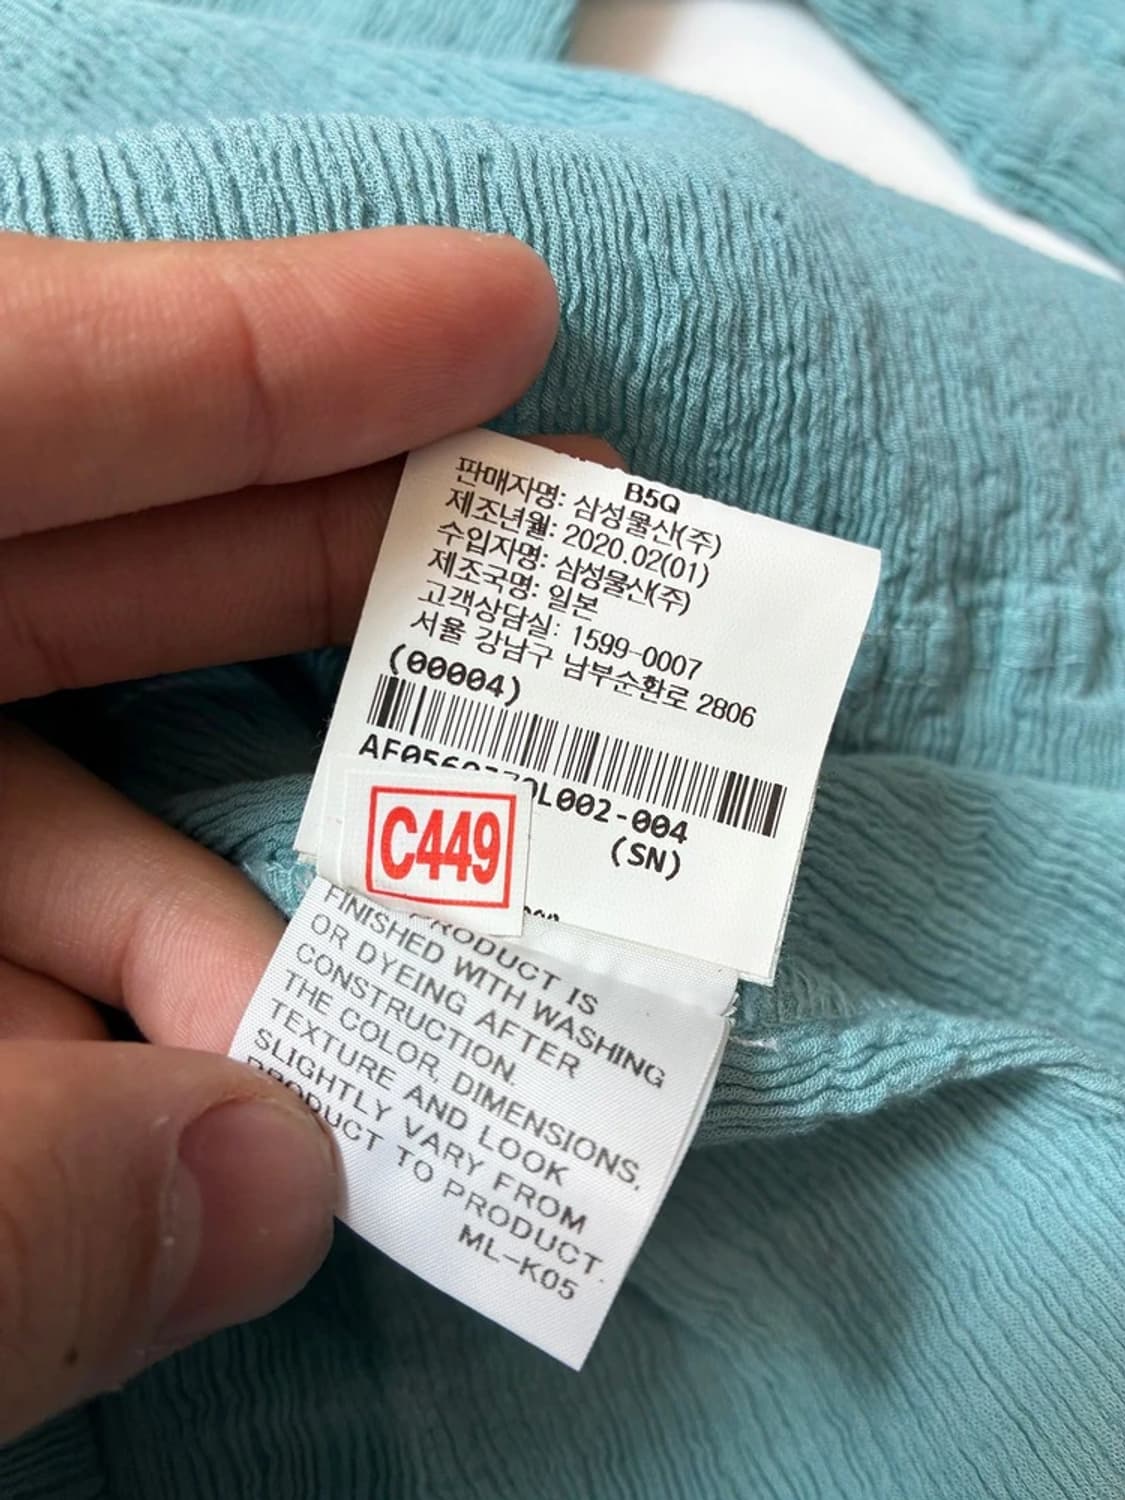 B5Q
판매자명: 삼성물산(주)
제조년월: 2020.02(01)
수입자명: 삼성물산(주)
제조국명: 일본
고객상담실: 1599-0007
서울 강남구 남부순환로 2806
(00004)
L002-004
(SN)
C449
PRODUCT IS
FINISHED WITH WASHING
OR DYEING AFTER
CONSTRUCTION.
THE COLOR, DIMENSIONS,
TEXTURE AND LOOK
SLIGHTLY VARY FROM
PRODUCT TO PRODUCT.
ML-K05